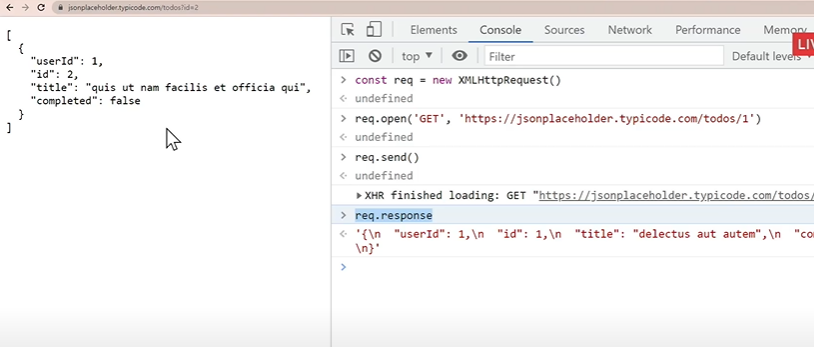 jsonplaceholder.typicode.com/todos?id=2
[
  {
    "userId": 1,
    "id": 2,
    "title": "quis ut nam facilis et officia qui",
    "completed": false
  }
]
Elements Console Sources Network Performance Memory
LIV
top ▼ Filter Default levels
> const req = new XMLHttpRequest()
<· undefined
> req.open('GET', 'https://jsonplaceholder.typicode.com/todos/1')
<· undefined
> req.send()
<· undefined
▶ XHR finished loading: GET "https://jsonplaceholder.typicode.com/todos/
> req.response
<· '{\n  "userId": 1,\n  "id": 1,\n  "title": "delectus aut autem",\n  "co
\n}'
>